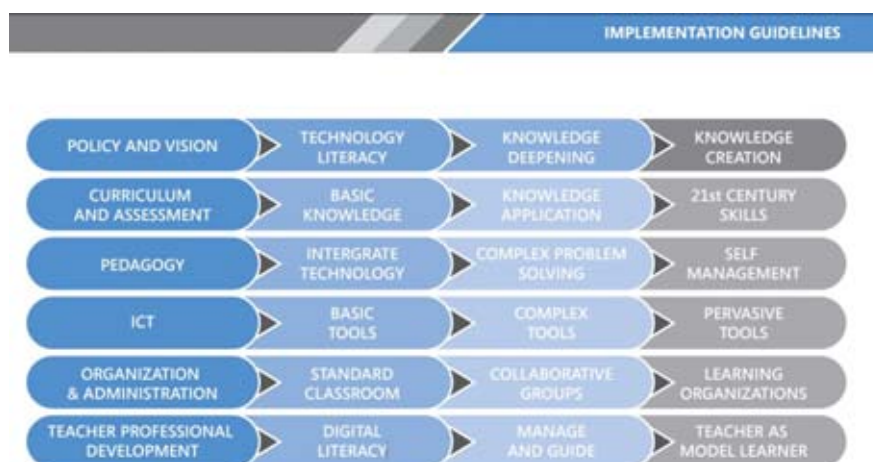 IMPLEMENTATION GUIDELINES
POLICY AND VISION
TECHNOLOGY
LITERACY
KNOWLEDGE
DEEPENING
KNOWLEDGE
CREATION
CURRICULUM
AND ASSESSMENT
BASIC
KNOWLEDGE
KNOWLEDGE
APPLICATION
21st CENTURY
SKILLS
PEDAGOGY
INTERGRATE
TECHNOLOGY
COMPLEX PROBLEM
SOLVING
SELF
MANAGEMENT
ICT
BASIC
TOOLS
COMPLEX
TOOLS
PERVASIVE
TOOLS
ORGANIZATION
& ADMINISTRATION
STANDARD
CLASSROOM
COLLABORATIVE
GROUPS
LEARNING
ORGANIZATIONS
TEACHER PROFESSIONAL
DEVELOPMENT
DIGITAL
LITERACY
MANAGE
AND GUIDE
TEACHER AS
MODEL LEARNER